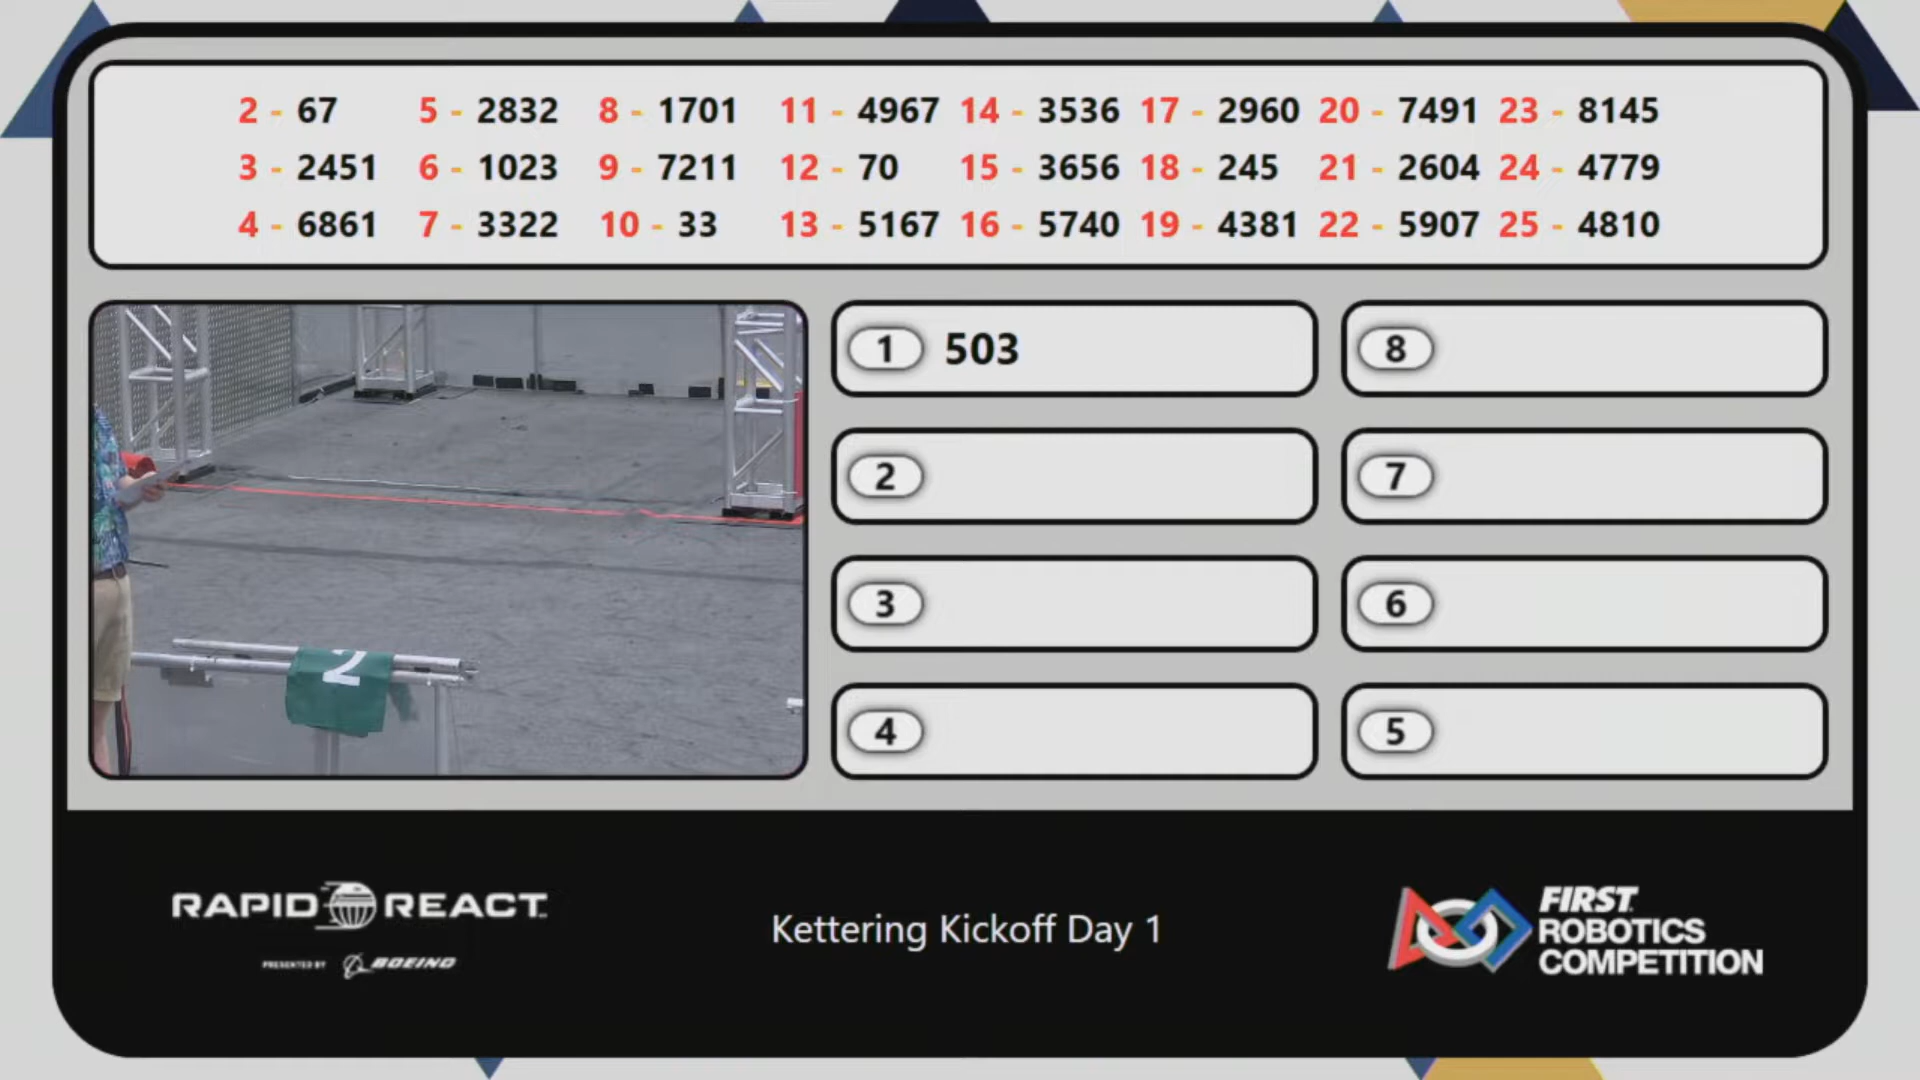 2 - 67 5 - 2832 8 - 1701 11 - 4967 14 - 3536 17 - 2960 20 - 7491 23 - 8145
3 - 2451 6 - 1023 9 - 7211 12 - 70 15 - 3656 18 - 245 21 - 2604 24 - 4779
4 - 6861 7 - 3322 10 - 33 13 - 5167 16 - 5740 19 - 4381 22 - 5907 25 - 4810
2
1 503
8
2
7
3
6
4
5
RAPID REACT
PRESENTED BY BOEING
Kettering Kickoff Day 1
FIRST
ROBOTICS
COMPETITION